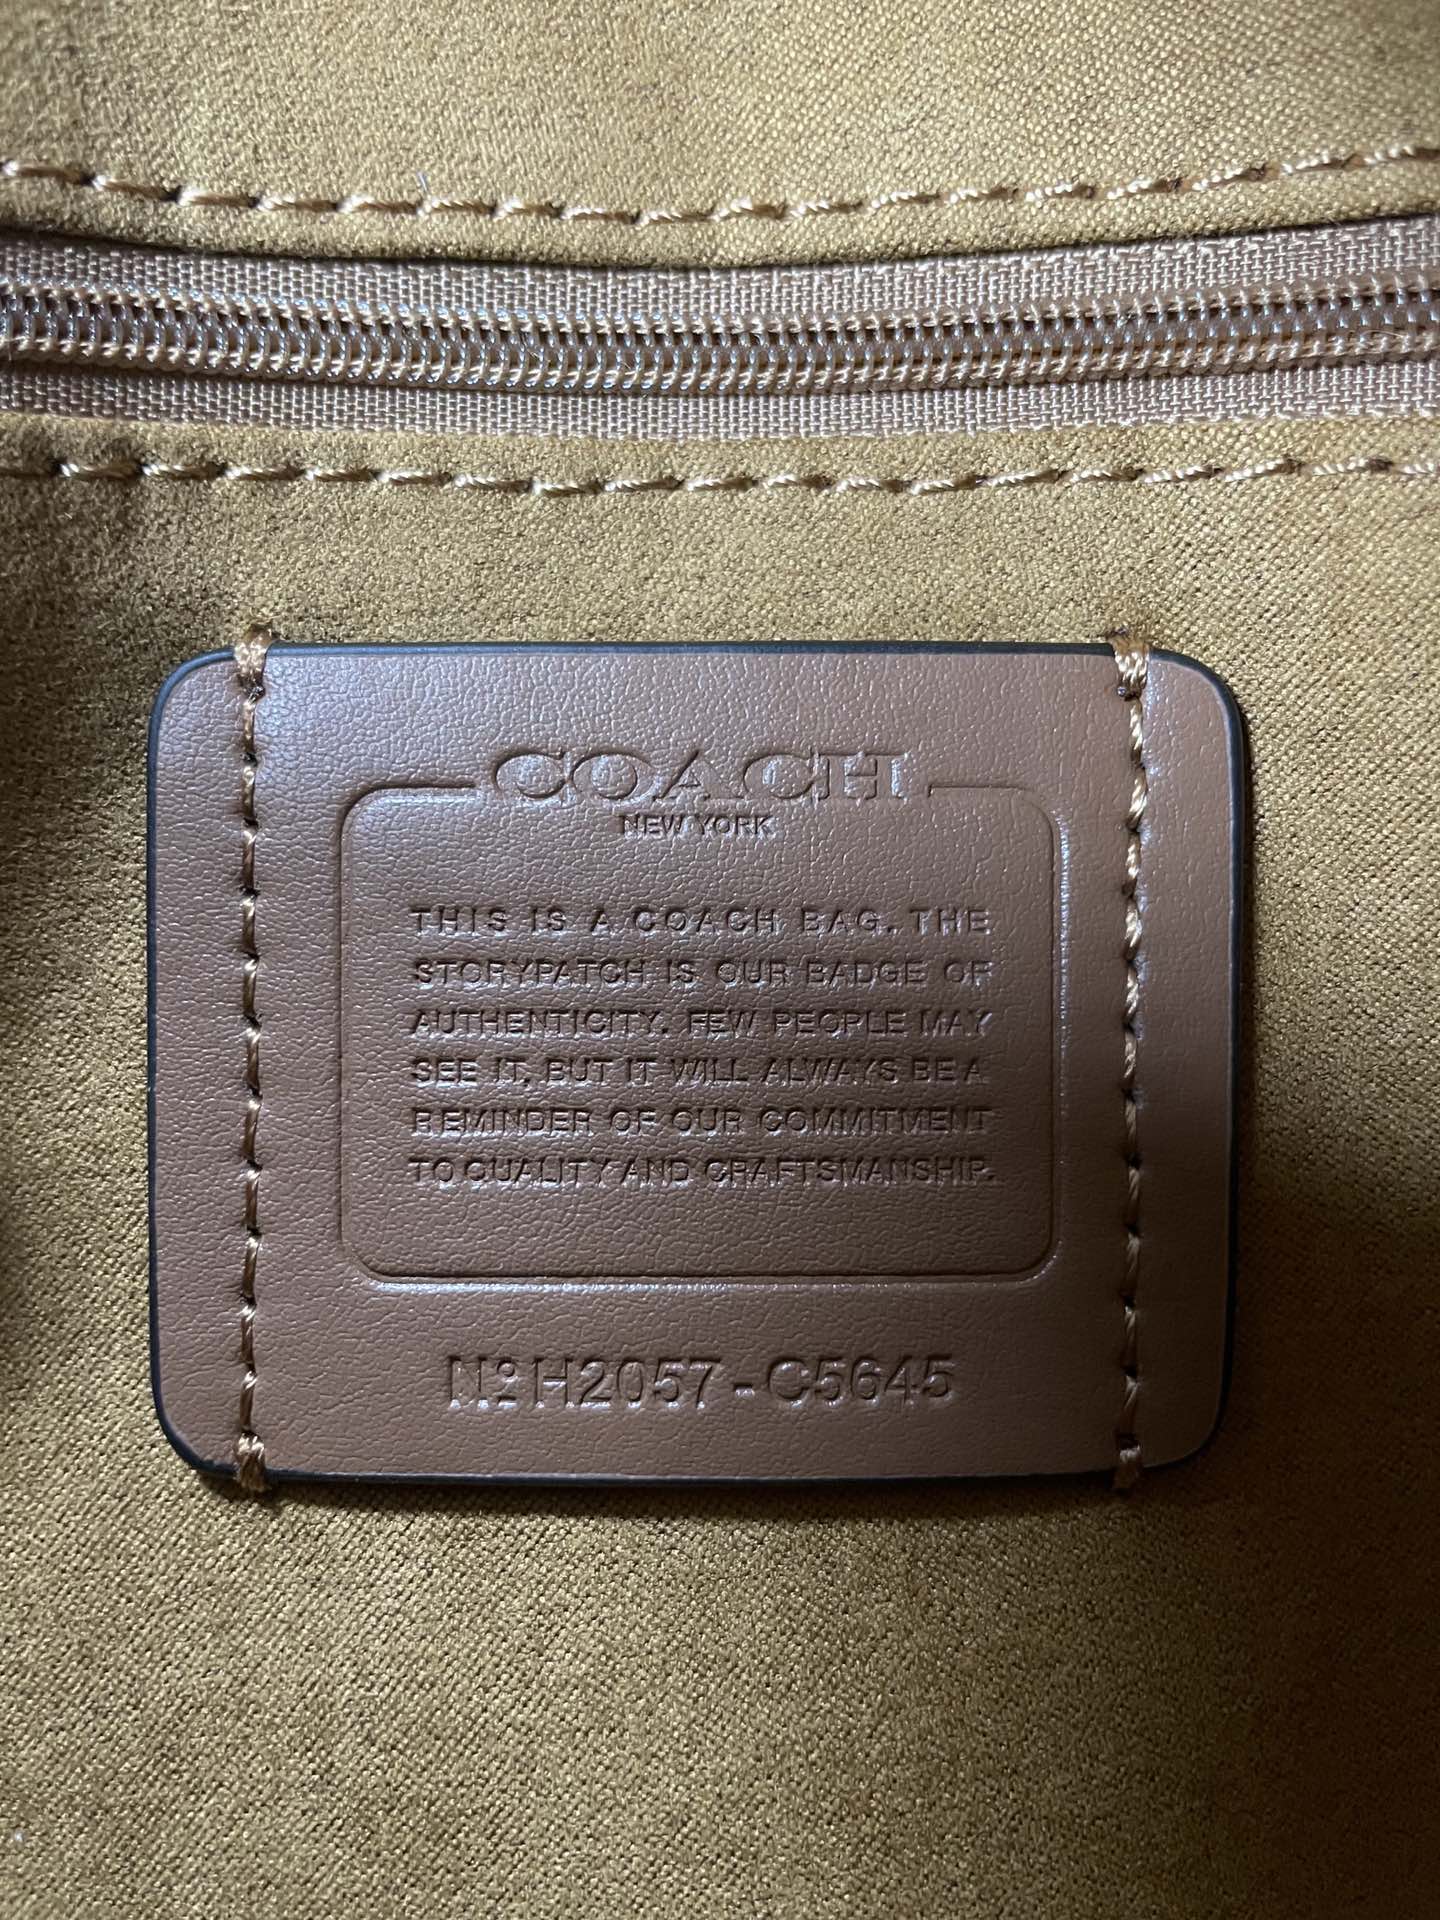 COACH
NEW YORK
THIS IS A COACH BAG. THE
STORYPATCH IS OUR BADGE OF
AUTHENTICITY. FEW PEOPLE MAY
SEE IT, BUT IT WILL ALWAYS BE A
REMINDER OF OUR COMMITMENT
TO QUALITY AND CRAFTSMANSHIP.
Nº H2057-C5645